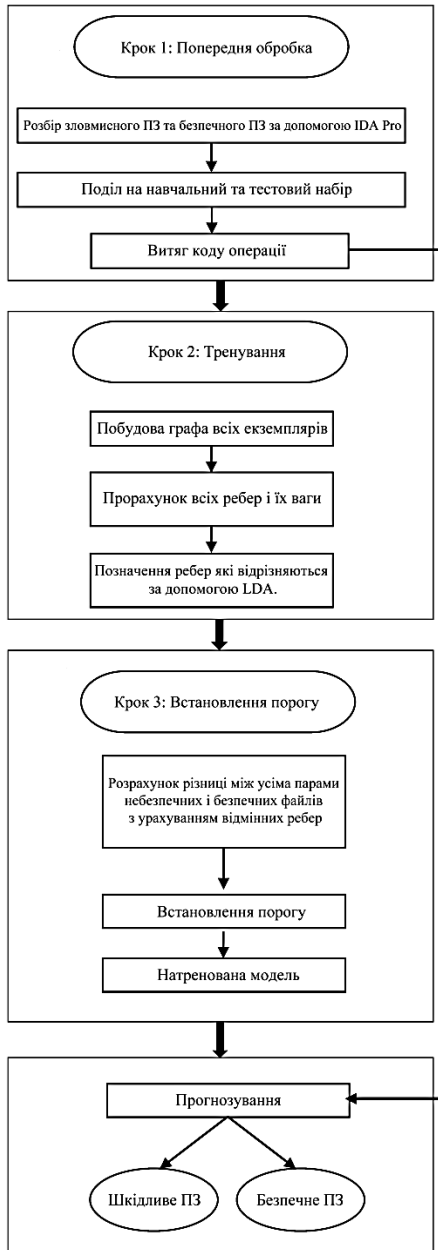 Крок 1: Попередня обробка
Розбір зловмисного ПЗ та безпечного ПЗ за допомогою IDA Pro
Поділ на навчальний та тестовий набір
Витяг коду операції
Крок 2: Тренування
Побудова графа всіх екземплярів
Прорахунок всіх ребер і їх ваги
Позначення ребер які відрізняються
за допомогою LDA.
Крок 3: Встановлення порогу
Розрахунок різниці між усіма парами
небезпечних і безпечних файлів
з урахуванням відмінних ребер
Встановлення порогу
Натренована модель
Прогнозування
Шкідливе ПЗ
Безпечне ПЗ